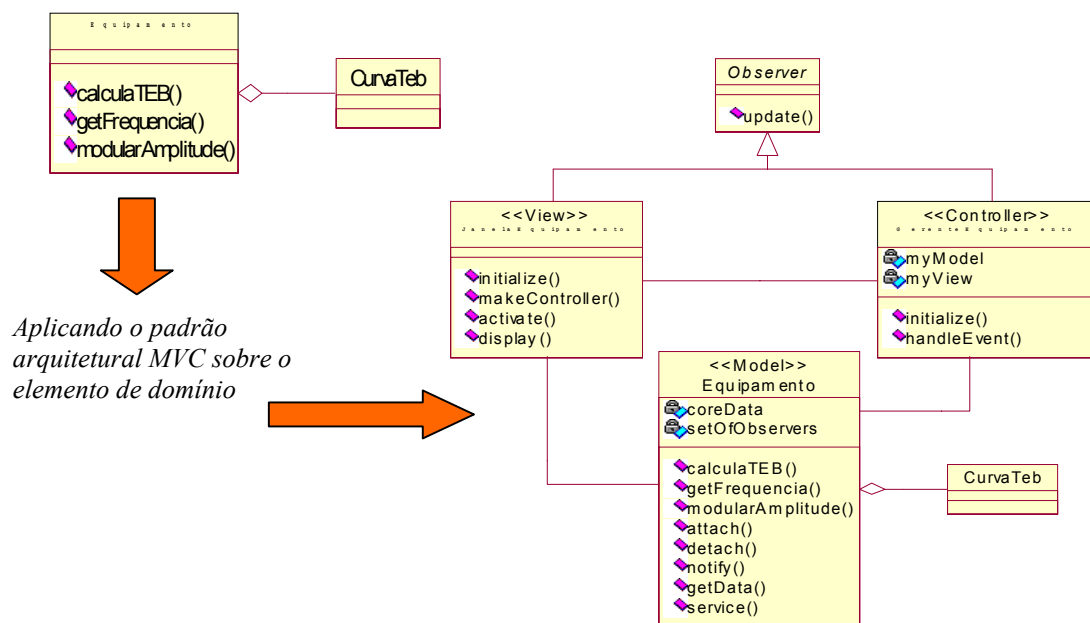 Equipamento
calculaTEB()
getFrequencia()
modularAmplitude()
CurvaTeb
Aplicando o padrão
arquitetural MVC sobre o
elemento de domínio
Observer
update()
<<View>>
JanelaEquipamento
initialize()
makeController()
activate()
display()
<<Controller>>
GerenteEquipamento
myModel
myView
initialize()
handleEvent()
<<Model>>
Equipamento
coreData
setOfObservers
calculaTEB()
getFrequencia()
modularAmplitude()
attach()
detach()
notify()
getData()
service()
CurvaTeb